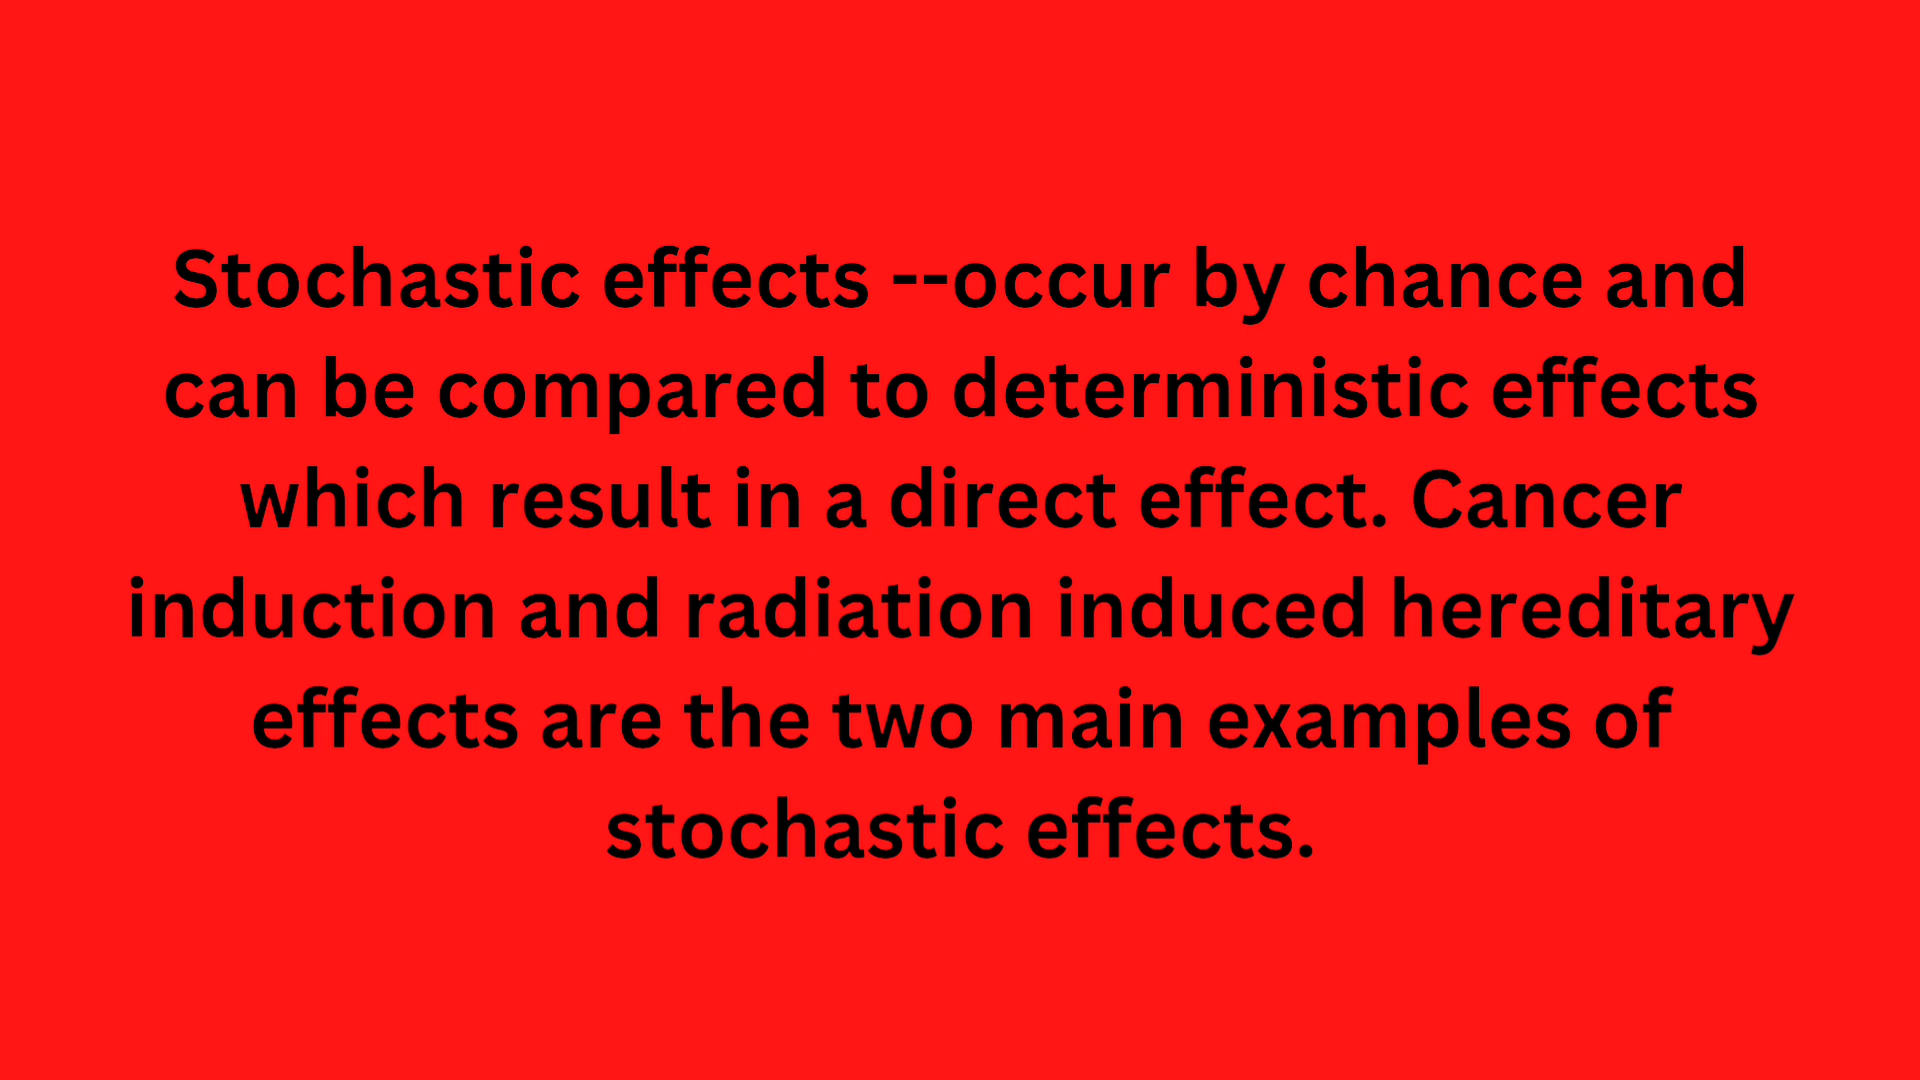 Stochastic effects --occur by chance and
can be compared to deterministic effects
which result in a direct effect. Cancer
induction and radiation induced hereditary
effects are the two main examples of
stochastic effects.